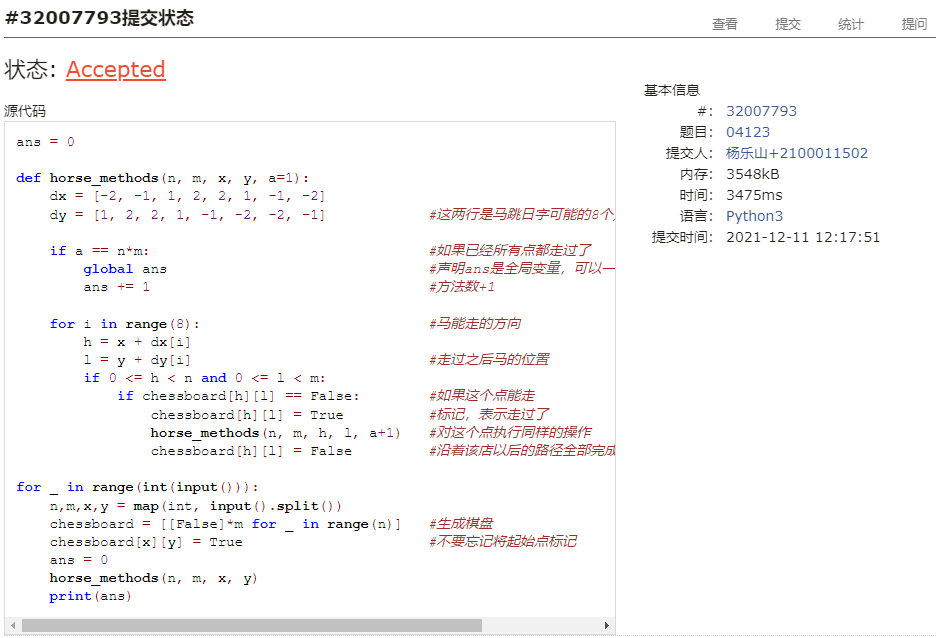 #32007793提交状态
查看 提交 统计 提问
状态: Accepted
源代码
ans = 0
def horse_methods(n, m, x, y, a=1):
    dx = [-2, -1, 1, 2, 2, 1, -1, -2]
    dy = [1, 2, 2, 1, -1, -2, -2, -1] #这两行是马跳日字可能的8个
    if a == n*m: #如果已经所有点都走过了
        global ans #声明ans是全局变量，可以一
        ans += 1 #方法数+1
    for i in range(8): #马能走的方向
        h = x + dx[i]
        l = y + dy[i] #走过之后马的位置
        if 0 <= h < n and 0 <= l < m:
            if chessboard[h][l] == False: #如果这个点能走
                chessboard[h][l] = True #标记，表示走过了
                horse_methods(n, m, h, l, a+1) #对这个点执行同样的操作
                chessboard[h][l] = False #沿着该店以后的路径全部完成
for _ in range(int(input())):
    n,m,x,y = map(int, input().split())
    chessboard = [[False]*m for _ in range(n)] #生成棋盘
    chessboard[x][y] = True #不要忘记将起始点标记
    ans = 0
    horse_methods(n, m, x, y)
    print(ans)
基本信息
#: 32007793
题目: 04123
提交人: 杨乐山+2100011502
内存: 3548kB
时间: 3475ms
语言: Python3
提交时间: 2021-12-11 12:17:51